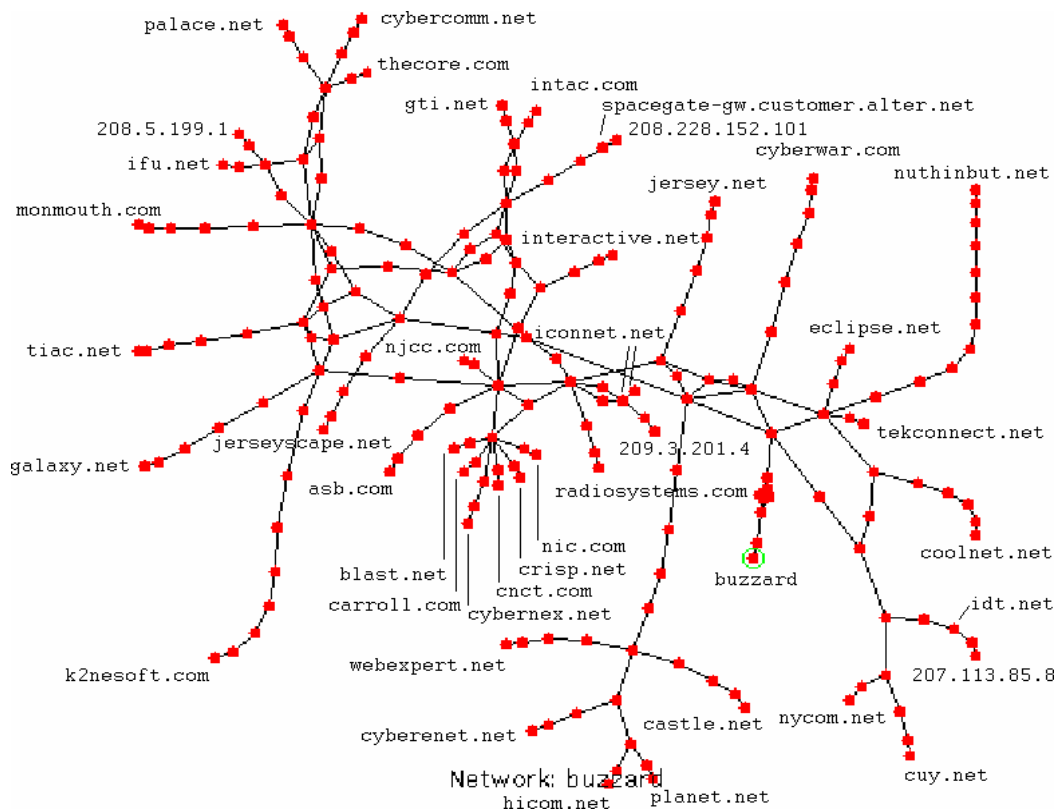 palace.net
cybercomm.net
thecore.com
intac.com
gti.net
spacegate-gw.customer.alter.net
208.5.199.1
208.228.152.101
cyberwar.com
ifu.net
nuthinbut.net
jersey.net
monmouth.com
interactive.net
iconnet.net
eclipse.net
njcc.com
tiac.net
jerseyscape.net
tekconnect.net
209.3.201.4
galaxy.net
asb.com
radiosystems.com
nic.com
coolnet.net
crisp.net
blast.net
buzzard
cnct.com
carroll.com
cybernex.net
idt.net
webexpert.net
k2nesoft.com
207.113.85.8
nycom.net
castle.net
cyberenet.net
cuy.net
Network: buzzard
planet.net
hicom.net